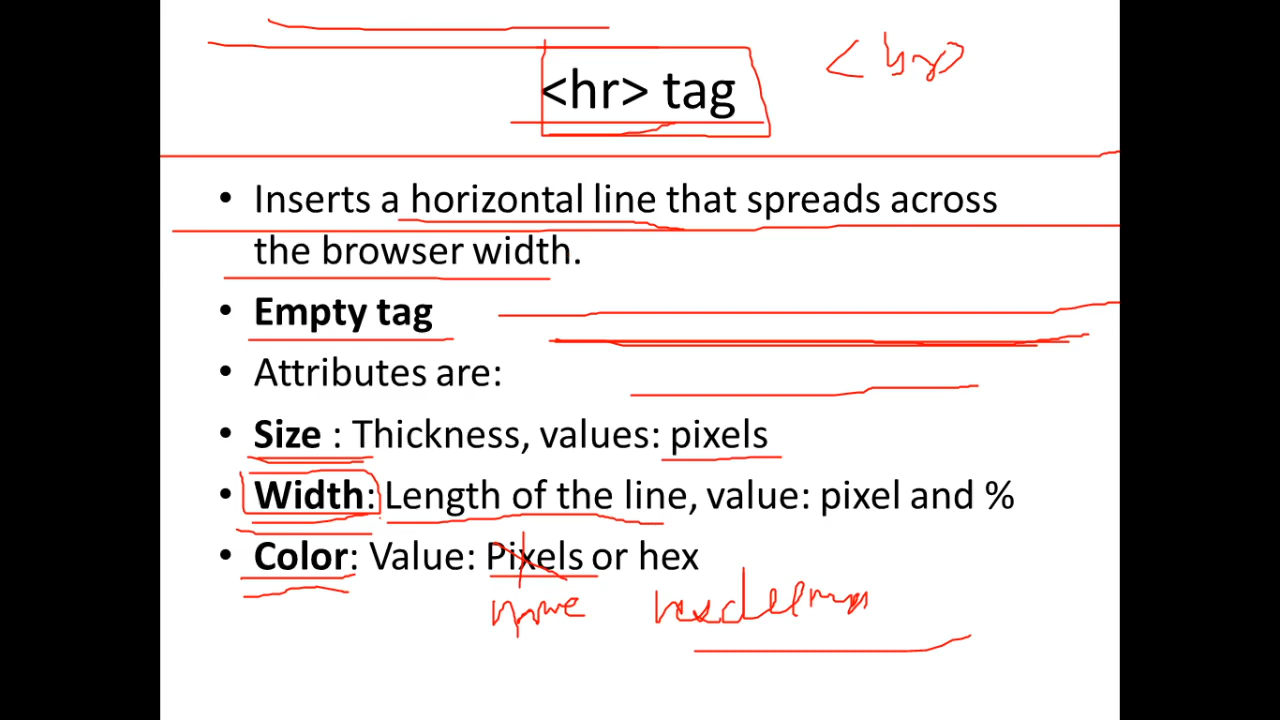 <hr> tag
<hr>
• Inserts a horizontal line that spreads across
the browser width.
• Empty tag
• Attributes are:
• Size : Thickness, values: pixels
• Width: Length of the line, value: pixel and %
• Color: Value: Pixels or hex